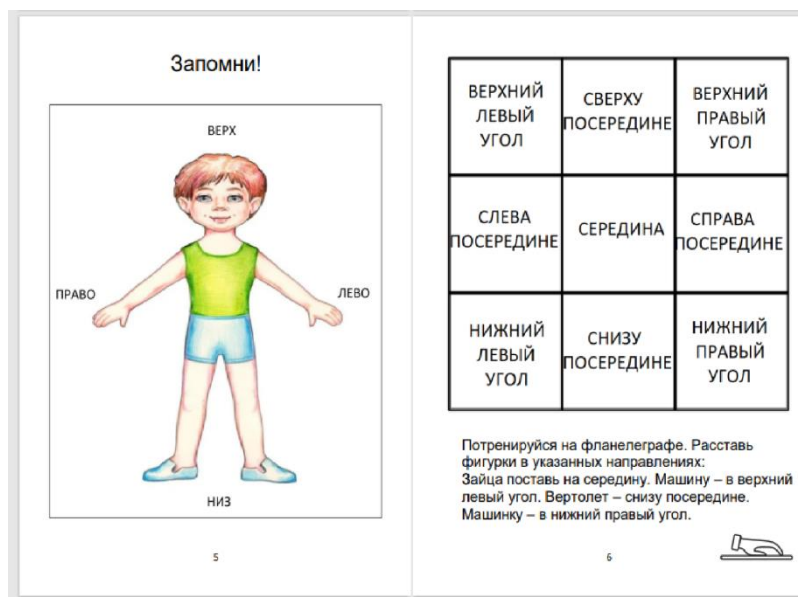 Запомни!
ВЕРХ
ПРАВО
ЛЕВО
НИЗ
5
ВЕРХНИЙ
ЛЕВЫЙ
УГОЛ
СВЕРХУ
ПОСЕРЕДИНЕ
ВЕРХНИЙ
ПРАВЫЙ
УГОЛ
СЛЕВА
ПОСЕРЕДИНЕ
СЕРЕДИНА
СПРАВА
ПОСЕРЕДИНЕ
НИЖНИЙ
ЛЕВЫЙ
УГОЛ
СНИЗУ
ПОСЕРЕДИНЕ
НИЖНИЙ
ПРАВЫЙ
УГОЛ
Потренируйся на фланелеграфе. Расставь
фигурки в указанных направлениях:
Зайца поставь на середину. Машину – в верхний
левый угол. Вертолет – снизу посередине.
Машинку – в нижний правый угол.
6